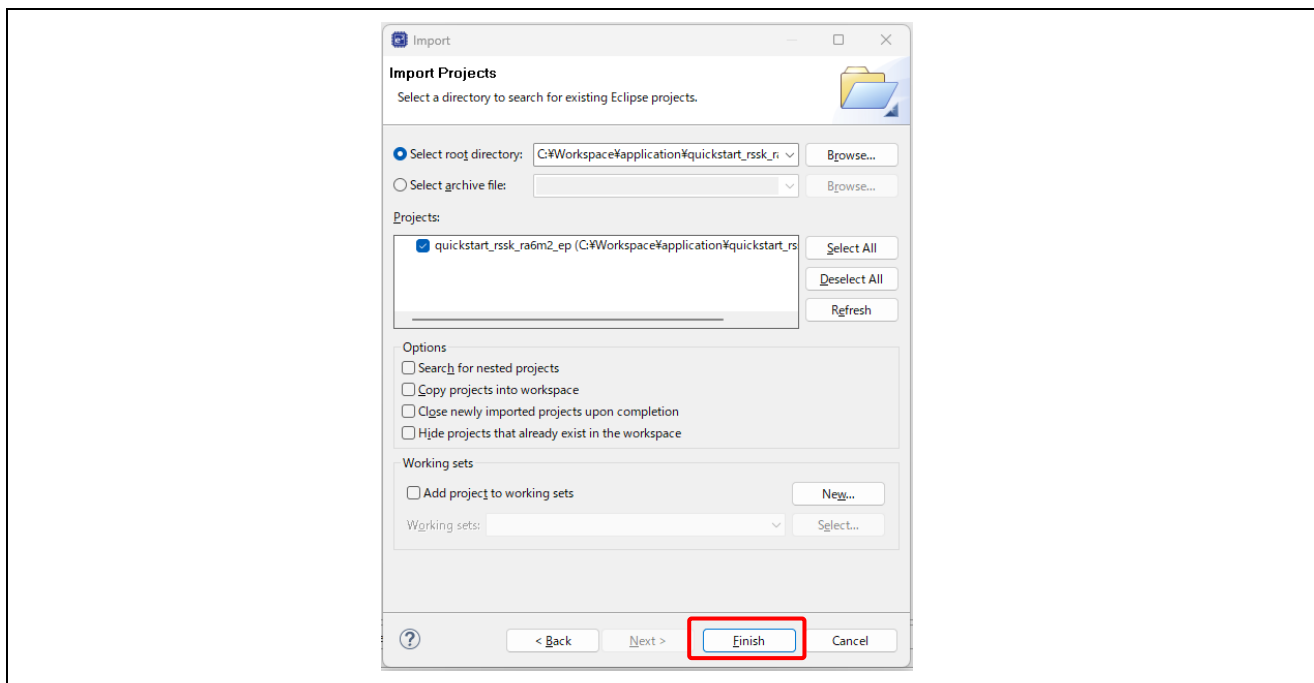 Import
Import Projects
Select a directory to search for existing Eclipse projects.
Select root directory: C:¥Workspace¥application¥quickstart_rssk_ra Browse...
Select archive file: Browse...
Projects:
quickstart_rssk_ra6m2_ep (C:¥Workspace¥application¥quickstart_rs Select All
Deselect All
Refresh
Options
Search for nested projects
Copy projects into workspace
Close newly imported projects upon completion
Hide projects that already exist in the workspace
Working sets
Add project to working sets New...
Working sets: Select...
? < Back Next > Finish Cancel